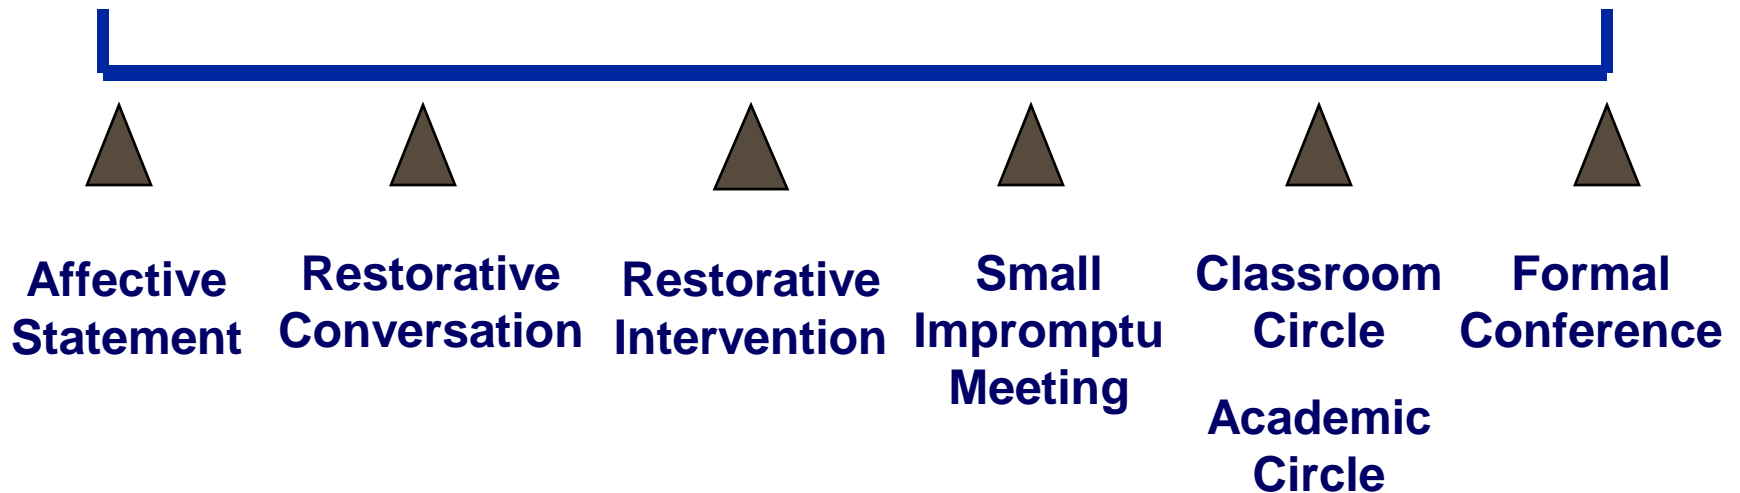 Affective
Statement
Restorative
Conversation
Restorative
Intervention
Small
Impromptu
Meeting
Classroom
Circle
Academic
Circle
Formal
Conference